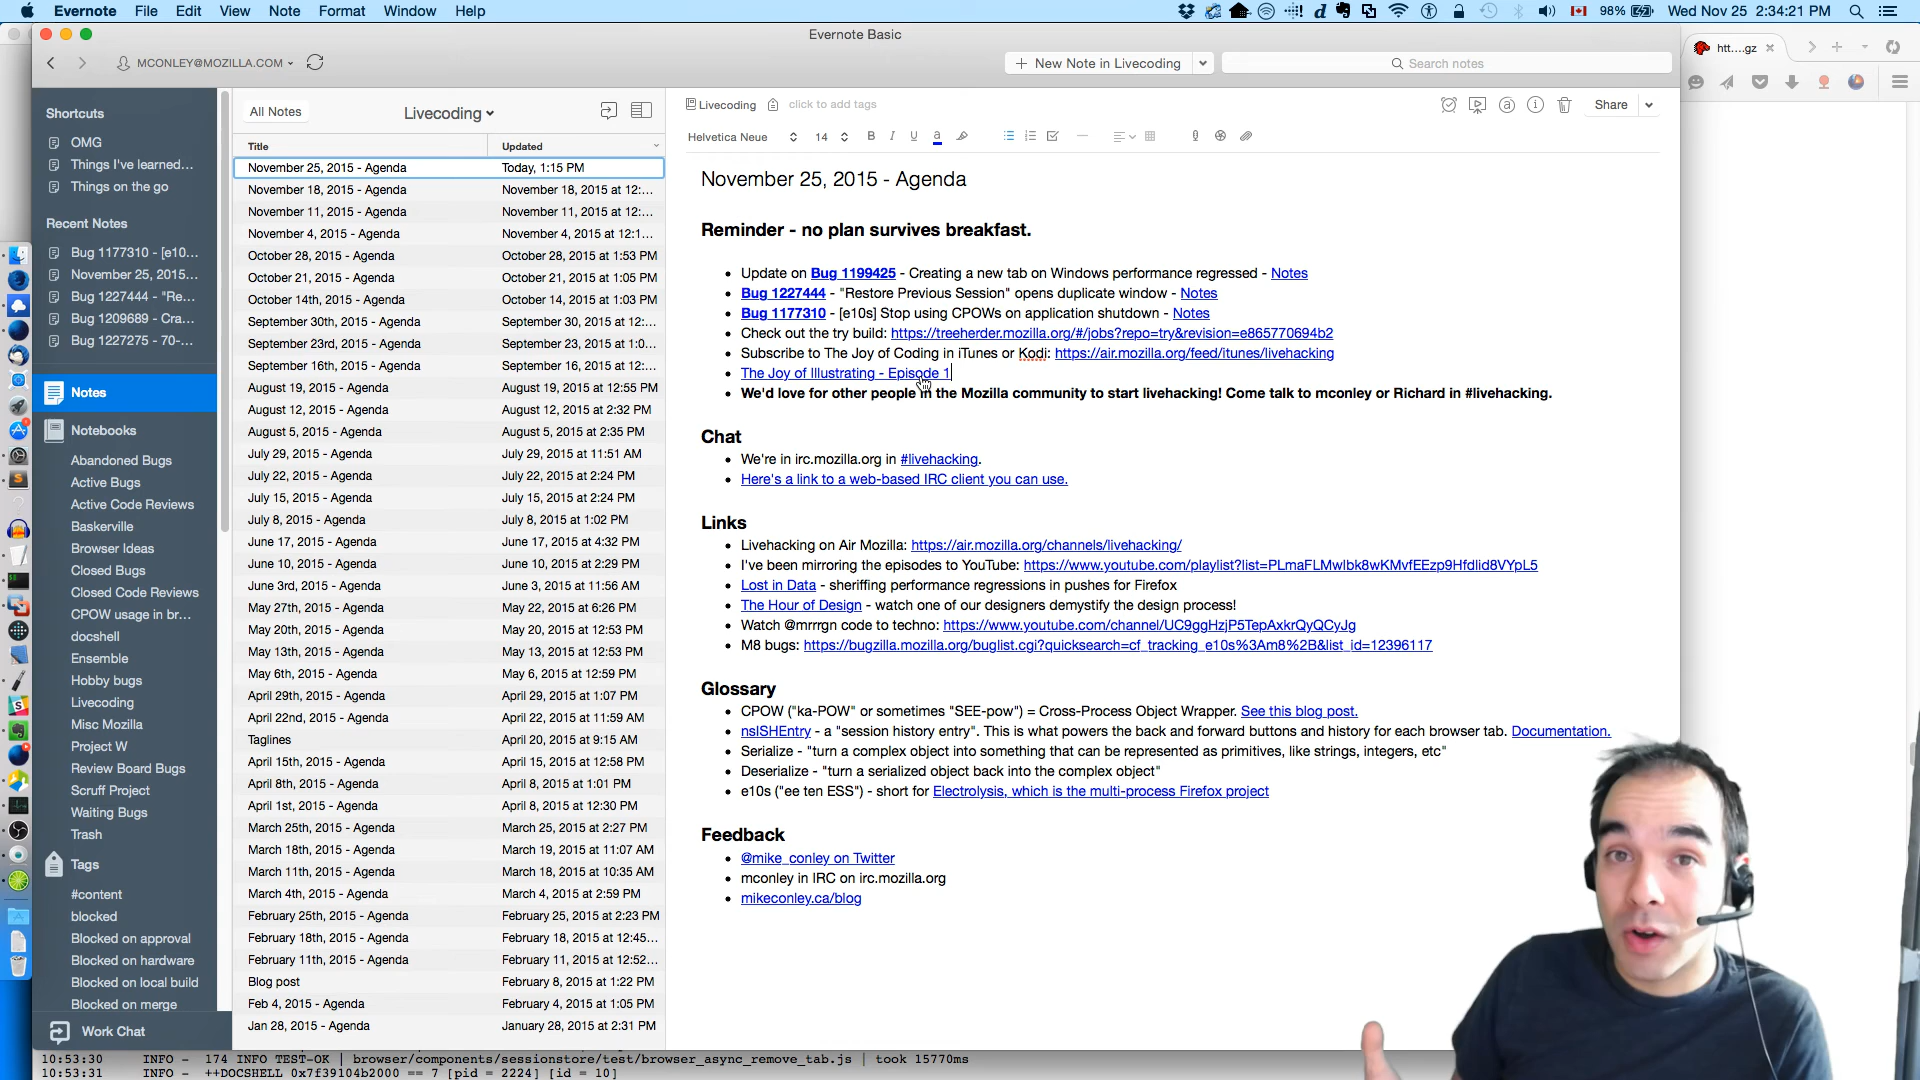 Evernote File Edit View Note Format Window Help
98% Wed Nov 25 2:34:21 PM
Evernote Basic
htt....gz
MCONLEY@MOZILLA.COM
New Note in Livecoding
Search notes
Shortcuts
OMG
Things I've learned...
Things on the go
Recent Notes
Bug 1177310 - [e10...
November 25, 2015...
Bug 1227444 - "Re...
Bug 1209689 - Cra...
Bug 1227275 - 70-...
Notes
Notebooks
Abandoned Bugs
Active Bugs
Active Code Reviews
Baskerville
Browser Ideas
Closed Bugs
Closed Code Reviews
CPOW usage in br...
docshell
Ensemble
Hobby bugs
Livecoding
Misc Mozilla
Project W
Review Board Bugs
Scruff Project
Waiting Bugs
Trash
Tags
#content
blocked
Blocked on approval
Blocked on hardware
Blocked on local build
Blocked on merge
Work Chat
All Notes
Livecoding
Title Updated
November 25, 2015 - Agenda Today, 1:15 PM
November 18, 2015 - Agenda November 18, 2015 at 12:...
November 11, 2015 - Agenda November 11, 2015 at 12:...
November 4, 2015 - Agenda November 4, 2015 at 12:1...
October 28, 2015 - Agenda October 28, 2015 at 1:53 PM
October 21, 2015 - Agenda October 21, 2015 at 1:05 PM
October 14th, 2015 - Agenda October 14, 2015 at 1:03 PM
September 30th, 2015 - Agenda September 30, 2015 at 12:...
September 23rd, 2015 - Agenda September 23, 2015 at 1:0...
September 16th, 2015 - Agenda September 16, 2015 at 12:...
August 19, 2015 - Agenda August 19, 2015 at 12:55 PM
August 12, 2015 - Agenda August 12, 2015 at 2:32 PM
August 5, 2015 - Agenda August 5, 2015 at 2:35 PM
July 29, 2015 - Agenda July 29, 2015 at 11:51 AM
July 22, 2015 - Agenda July 22, 2015 at 2:24 PM
July 15, 2015 - Agenda July 15, 2015 at 2:24 PM
July 8, 2015 - Agenda July 8, 2015 at 1:02 PM
June 17, 2015 - Agenda June 17, 2015 at 4:32 PM
June 10, 2015 - Agenda June 10, 2015 at 2:29 PM
June 3rd, 2015 - Agenda June 3, 2015 at 11:56 AM
May 27th, 2015 - Agenda May 22, 2015 at 6:26 PM
May 20th, 2015 - Agenda May 20, 2015 at 12:53 PM
May 13th, 2015 - Agenda May 13, 2015 at 12:53 PM
May 6th, 2015 - Agenda May 6, 2015 at 12:59 PM
April 29th, 2015 - Agenda April 29, 2015 at 1:07 PM
April 22nd, 2015 - Agenda April 22, 2015 at 11:59 AM
Taglines April 20, 2015 at 9:15 AM
April 15th, 2015 - Agenda April 15, 2015 at 12:58 PM
April 8th, 2015 - Agenda April 8, 2015 at 1:01 PM
April 1st, 2015 - Agenda April 8, 2015 at 12:30 PM
March 25th, 2015 - Agenda March 25, 2015 at 2:27 PM
March 18th, 2015 - Agenda March 19, 2015 at 11:07 AM
March 11th, 2015 - Agenda March 18, 2015 at 10:35 AM
March 4th, 2015 - Agenda March 4, 2015 at 2:59 PM
February 25th, 2015 - Agenda February 25, 2015 at 2:23 PM
February 18th, 2015 - Agenda February 18, 2015 at 12:45...
February 11th, 2015 - Agenda February 11, 2015 at 12:52...
Blog post February 8, 2015 at 1:22 PM
Feb 4, 2015 - Agenda February 4, 2015 at 1:05 PM
Jan 28, 2015 - Agenda January 28, 2015 at 2:31 PM
Livecoding click to add tags
Share
Helvetica Neue 14 B I U a
November 25, 2015 - Agenda
Reminder - no plan survives breakfast.
Update on Bug 1199425 - Creating a new tab on Windows performance regressed - Notes
Bug 1227444 - "Restore Previous Session" opens duplicate window - Notes
Bug 1177310 - [e10s] Stop using CPOWs on application shutdown - Notes
Check out the try build: https://treeherder.mozilla.org/#/jobs?repo=try&revision=e865770694b2
Subscribe to The Joy of Coding in iTunes or Kodi: https://air.mozilla.org/feed/itunes/livehacking
The Joy of Illustrating - Episode 1
We'd love for other people in the Mozilla community to start livehacking! Come talk to mconley or Richard in #livehacking.
Chat
We're in irc.mozilla.org in #livehacking.
Here's a link to a web-based IRC client you can use.
Links
Livehacking on Air Mozilla: https://air.mozilla.org/channels/livehacking/
I've been mirroring the episodes to YouTube: https://www.youtube.com/playlist?list=PLmaFLMwlbk8wKMvfEEzp9Hfdlid8VYpL5
Lost in Data - sheriffing performance regressions in pushes for Firefox
The Hour of Design - watch one of our designers demystify the design process!
Watch @mrrrgn code to techno: https://www.youtube.com/channel/UC9ggHzjP5TepAxkrQyQCyJg
M8 bugs: https://bugzilla.mozilla.org/buglist.cgi?quicksearch=cf_tracking_e10s%3Am8%2B&list_id=12396117
Glossary
CPOW ("ka-POW" or sometimes "SEE-pow") = Cross-Process Object Wrapper. See this blog post.
nsISHEntry - a "session history entry". This is what powers the back and forward buttons and history for each browser tab. Documentation.
Serialize - "turn a complex object into something that can be represented as primitives, like strings, integers, etc"
Deserialize - "turn a serialized object back into the complex object"
e10s ("ee ten ESS") - short for Electrolysis, which is the multi-process Firefox project
Feedback
@mike_conley on Twitter
mconley in IRC on irc.mozilla.org
mikeconley.ca/blog
10:53:30 INFO - 174 INFO TEST-OK | browser/components/sessionstore/test/browser_async_remove_tab.js | took 15770ms
10:53:31 INFO - ++DOCSHELL 0x7f39104b2000 == 7 [pid = 2224] [id = 10]